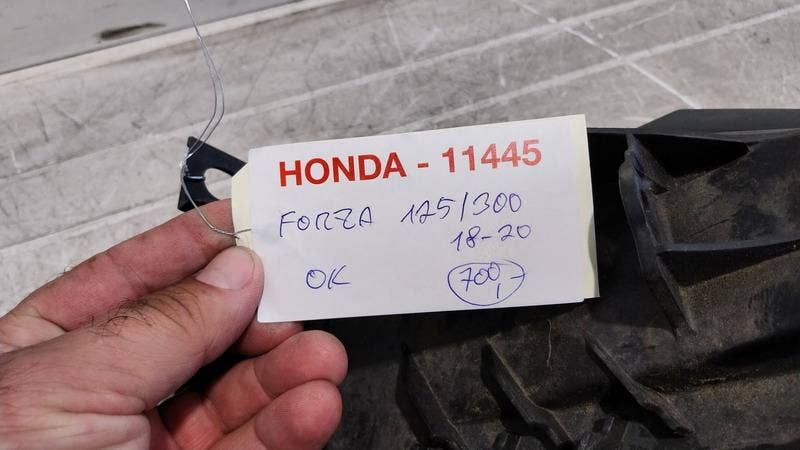 HONDA - 11445
FORZA 125/300
18-20
OK 700,-